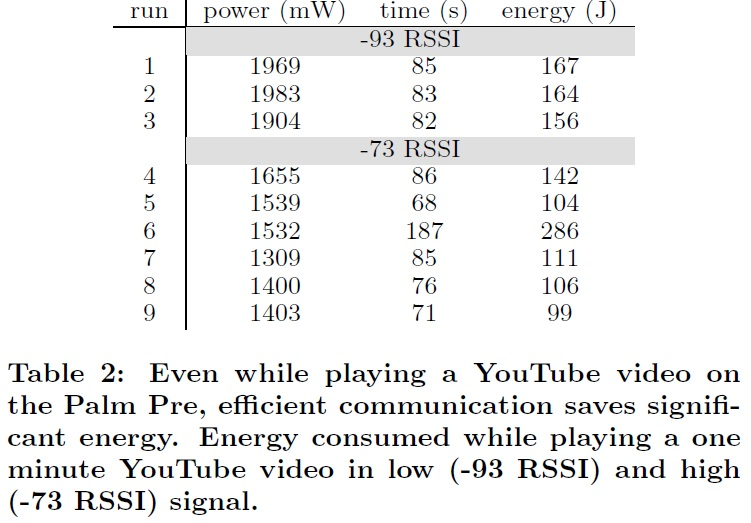 run power (mW) time (s) energy (J)
-93 RSSI
1 1969 85 167
2 1983 83 164
3 1904 82 156
-73 RSSI
4 1655 86 142
5 1539 68 104
6 1532 187 286
7 1309 85 111
8 1400 76 106
9 1403 71 99
Table 2: Even while playing a YouTube video on
the Palm Pre, efficient communication saves signifi-
cant energy. Energy consumed while playing a one
minute YouTube video in low (-93 RSSI) and high
(-73 RSSI) signal.